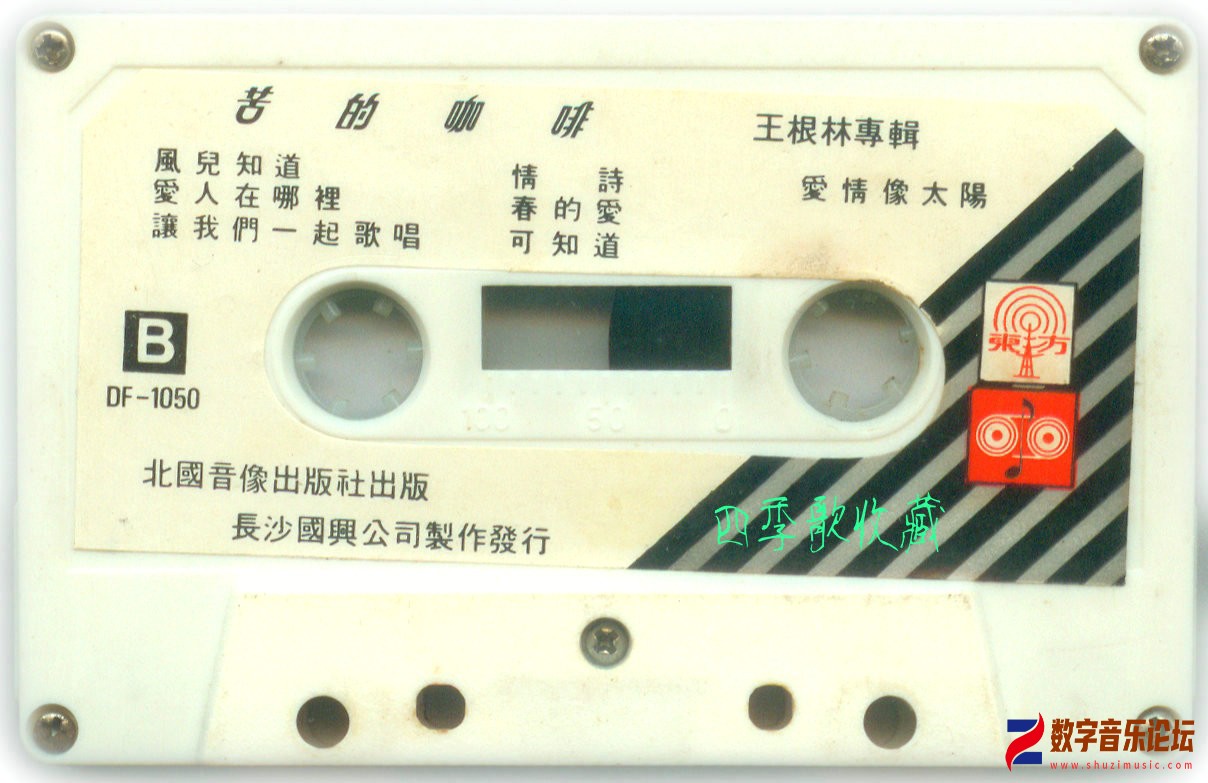 苦的咖啡
王根林專輯
風兒知道
愛人在哪裡
讓我們一起歌唱
情詩
春的愛
可知道
愛情像太陽
B
DF-1050
東方
100 50 0
北國音像出版社出版
長沙國興公司製作發行
四季歌收藏
数字音乐论坛
www.shuzimusic.com